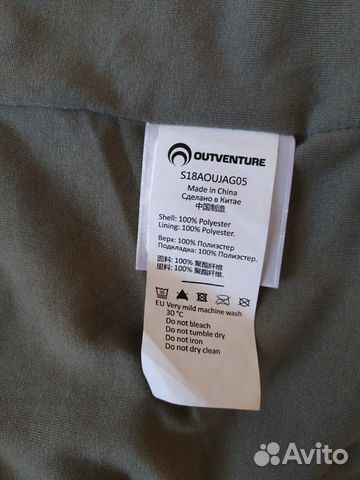 OUTVENTURE
S18AOUJAG05
Made in China
Сделано в Китае
中国制造
Shell: 100% Polyester
Lining: 100% Polyester.
Верх: 100% Полиэстер
Подкладка: 100% Полиэстер.
面料: 100% 聚酯纤维
里料: 100% 聚酯纤维.
EU Very mild machine wash
30 °C
Do not bleach
Do not tumble dry
Do not iron
Do not dry clean
Avito